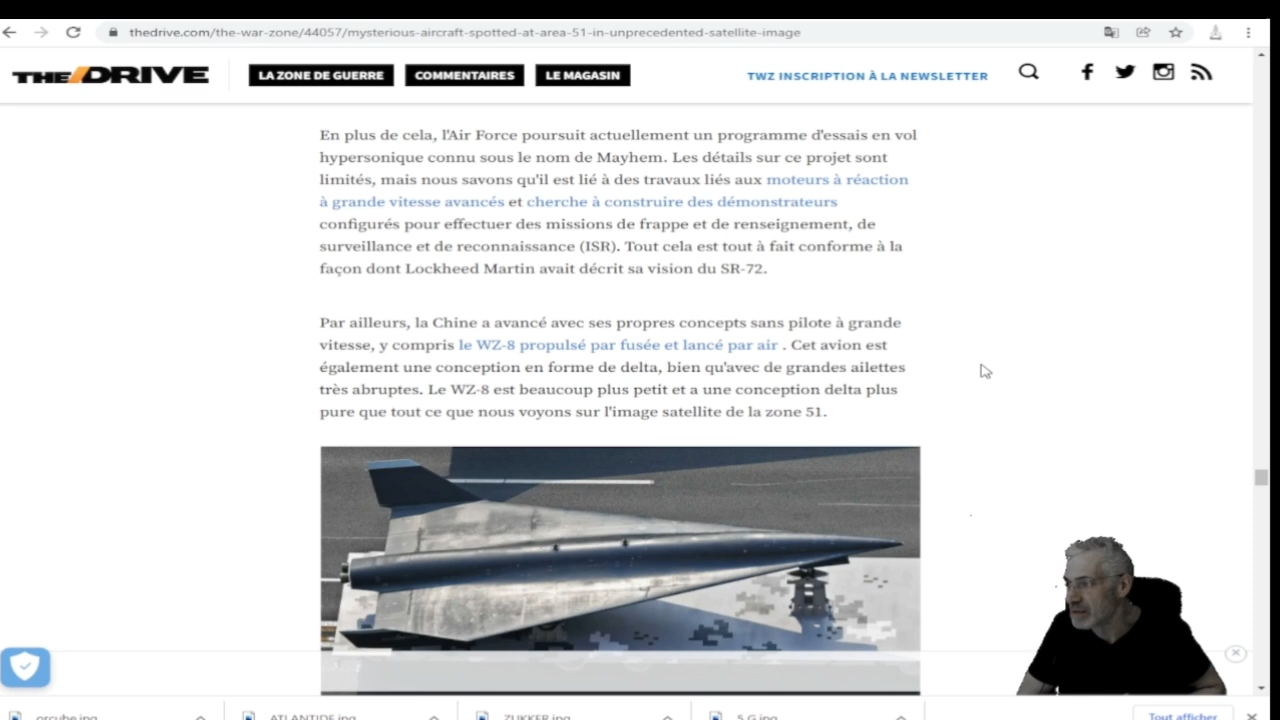 thedrive.com/the-war-zone/44057/mysterious-aircraft-spotted-at-area-51-in-unprecedented-satellite-image
THE DRIVE
LA ZONE DE GUERRE COMMENTAIRES LE MAGASIN
TWZ INSCRIPTION À LA NEWSLETTER
En plus de cela, l'Air Force poursuit actuellement un programme d'essais en vol
hypersonique connu sous le nom de Mayhem. Les détails sur ce projet sont
limités, mais nous savons qu'il est lié à des travaux liés aux moteurs à réaction
à grande vitesse avancés et cherche à construire des démonstrateurs
configurés pour effectuer des missions de frappe et de renseignement, de
surveillance et de reconnaissance (ISR). Tout cela est tout à fait conforme à la
façon dont Lockheed Martin avait décrit sa vision du SR-72.
Par ailleurs, la Chine a avancé avec ses propres concepts sans pilote à grande
vitesse, y compris le WZ-8 propulsé par fusée et lancé par air . Cet avion est
également une conception en forme de delta, bien qu'avec de grandes ailettes
très abruptes. Le WZ-8 est beaucoup plus petit et a une conception delta plus
pure que tout ce que nous voyons sur l'image satellite de la zone 51.
orcube.jpg ATLANTIDE.jpg ZUKKER.jpg 5 G.jpg Tout afficher